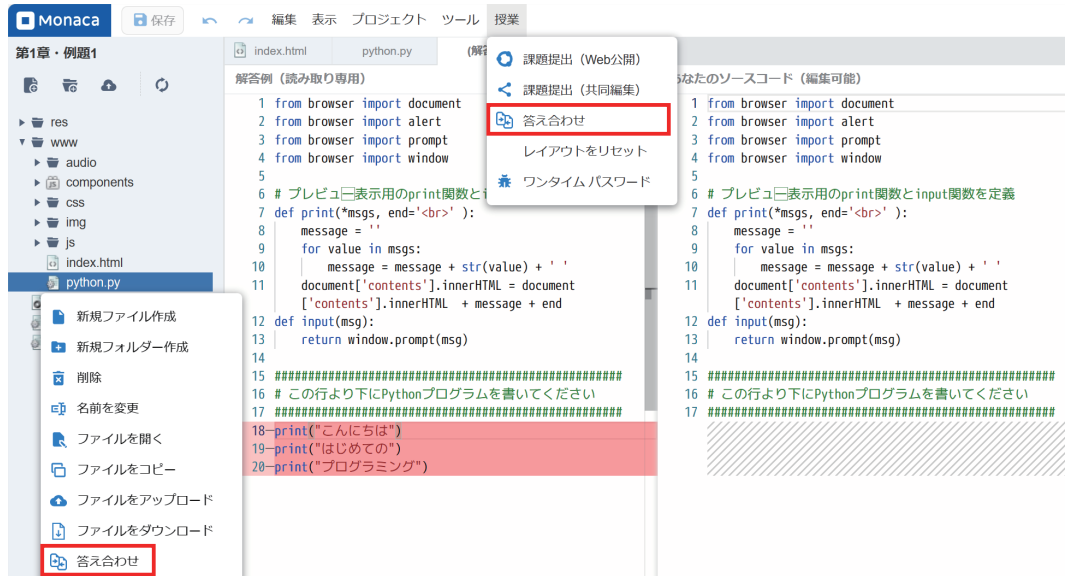 Monaca
保存
編集 表示 プロジェクト ツール 授業
第1章・例題1
res
www
audio
components
css
img
js
index.html
python.py
新規ファイル作成
新規フォルダー作成
削除
名前を変更
ファイルを開く
ファイルをコピー
ファイルをアップロード
ファイルをダウンロード
答え合わせ
index.html
python.py
(解答
課題提出（Web公開）
課題提出（共同編集）
答え合わせ
レイアウトをリセット
ワンタイム パスワード
解答例（読み取り専用）
1 from browser import document
2 from browser import alert
3 from browser import prompt
4 from browser import window
5
6 # プレビュー表示用のprint関数と
7 def print(*msgs, end='<br>' ):
8 message = ''
9 for value in msgs:
10 message = message + str(value) + ' '
11 document['contents'].innerHTML = document
['contents'].innerHTML + message + end
12 def input(msg):
13 return window.prompt(msg)
14
15 #####################################################
16 # この行より下にPythonプログラムを書いてください
17 #####################################################
18 print("こんにちは")
19 print("はじめての")
20 print("プログラミング")
あなたのソースコード（編集可能）
1 from browser import document
2 from browser import alert
3 from browser import prompt
4 from browser import window
5
6 # プレビュー表示用のprint関数とinput関数を定義
7 def print(*msgs, end='<br>' ):
8 message = ''
9 for value in msgs:
10 message = message + str(value) + ' '
11 document['contents'].innerHTML = document
['contents'].innerHTML + message + end
12 def input(msg):
13 return window.prompt(msg)
14
15 #####################################################
16 # この行より下にPythonプログラムを書いてください
17 #####################################################